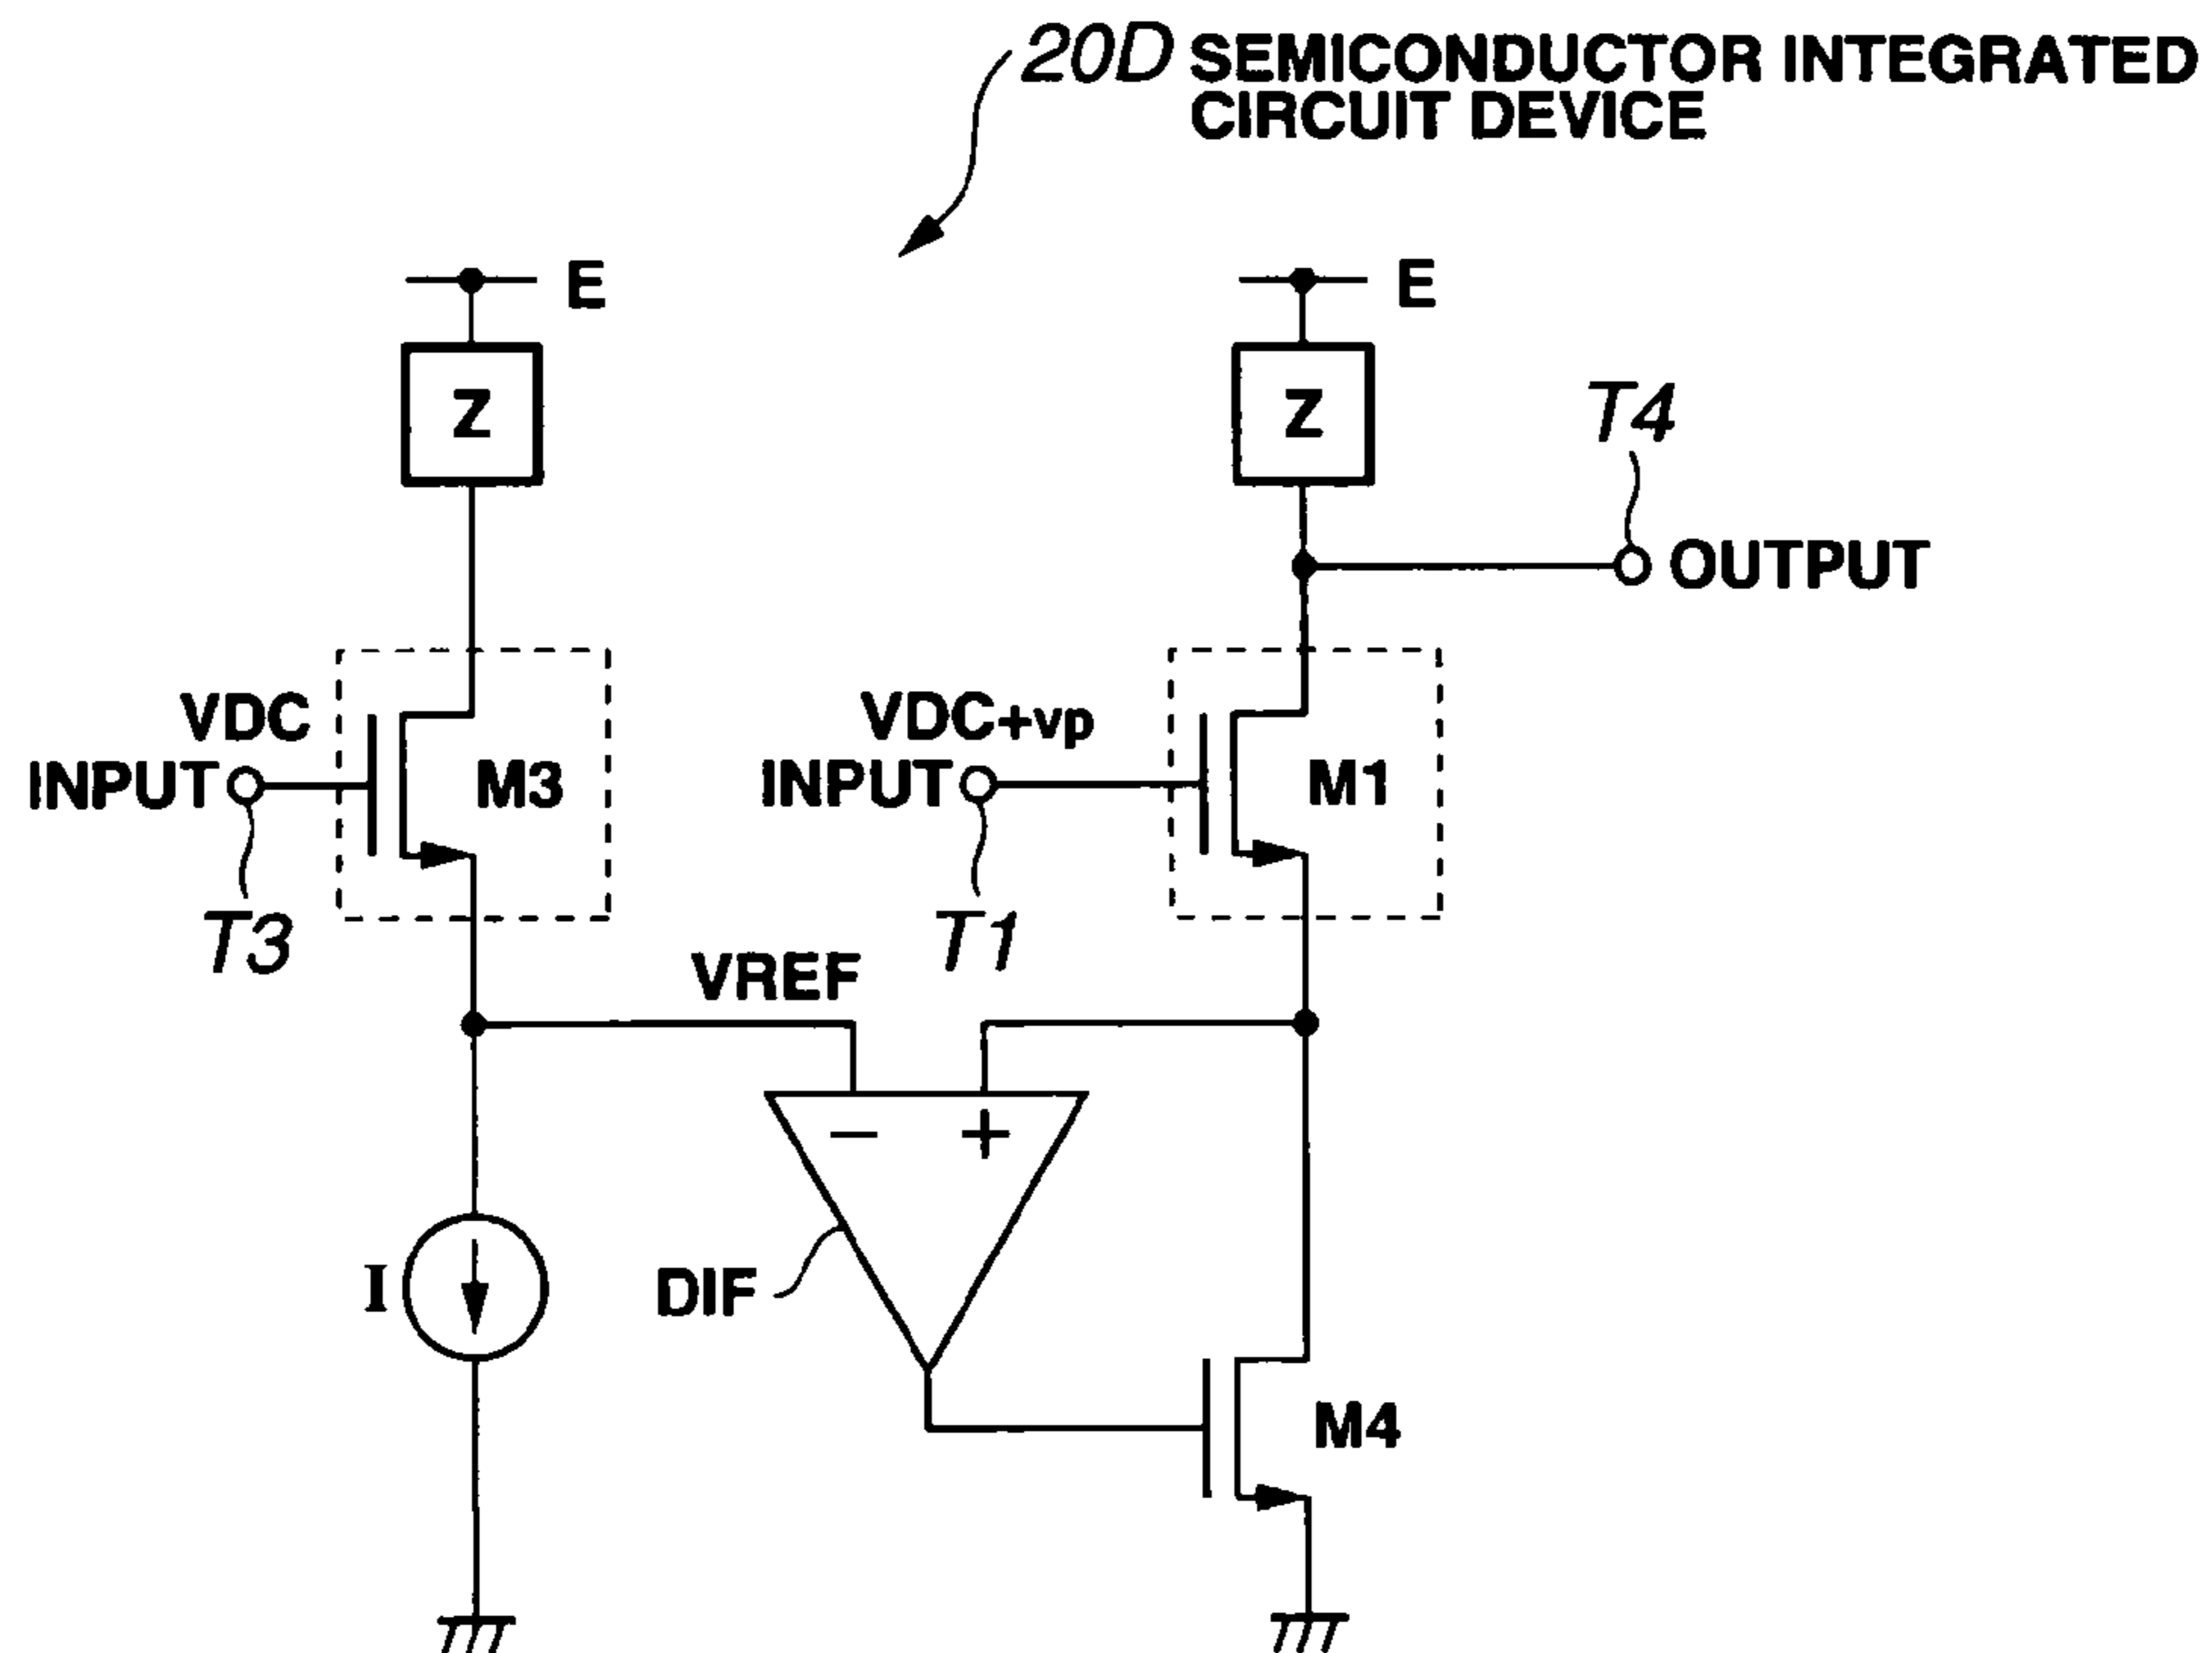 20D SEMICONDUCTOR INTEGRATED
CIRCUIT DEVICE
E
E
Z
Z
T4
OUTPUT
VDC
INPUT
M3
T3
VDC+vp
INPUT
M1
T1
VREF
- +
I
DIF
M4